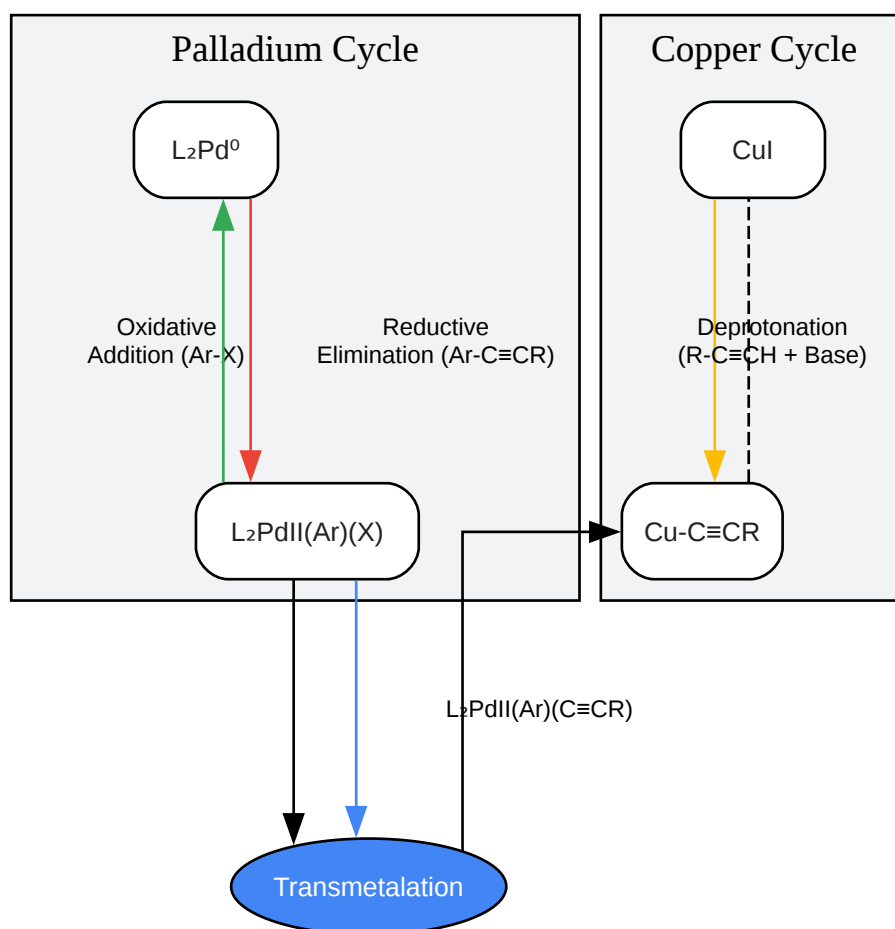 Palladium Cycle
Copper Cycle
L₂Pd⁰
CuI
Oxidative
Addition (Ar-X)
Reductive
Elimination (Ar-C≡CR)
Deprotonation
(R-C≡CH + Base)
L₂PdII(Ar)(X)
Cu-C≡CR
L₂PdII(Ar)(C≡CR)
Transmetalation